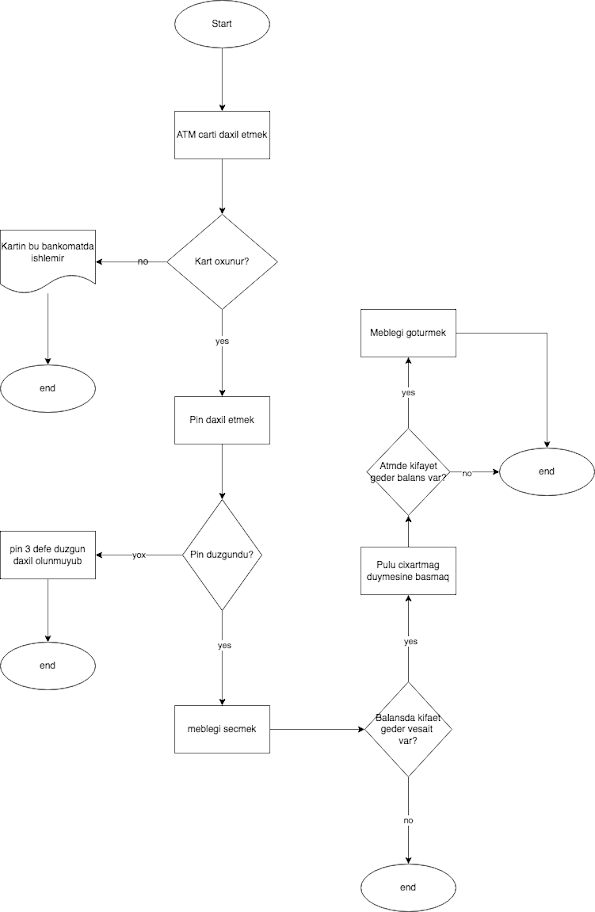 Start
ATM carti daxil etmek
Kart oxunur?
no
Kartin bu bankomatda
ishlemir
end
yes
Pin daxil etmek
Pin duzgundu?
yox
pin 3 defe duzgun
daxil olunmuyub
end
yes
meblegi secmek
Balansda kifaet
geder vesait
var?
no
end
yes
Pulu cixartmag
duymesine basmaq
Atmde kifayet
geder balans var?
no
end
yes
Meblegi goturmek